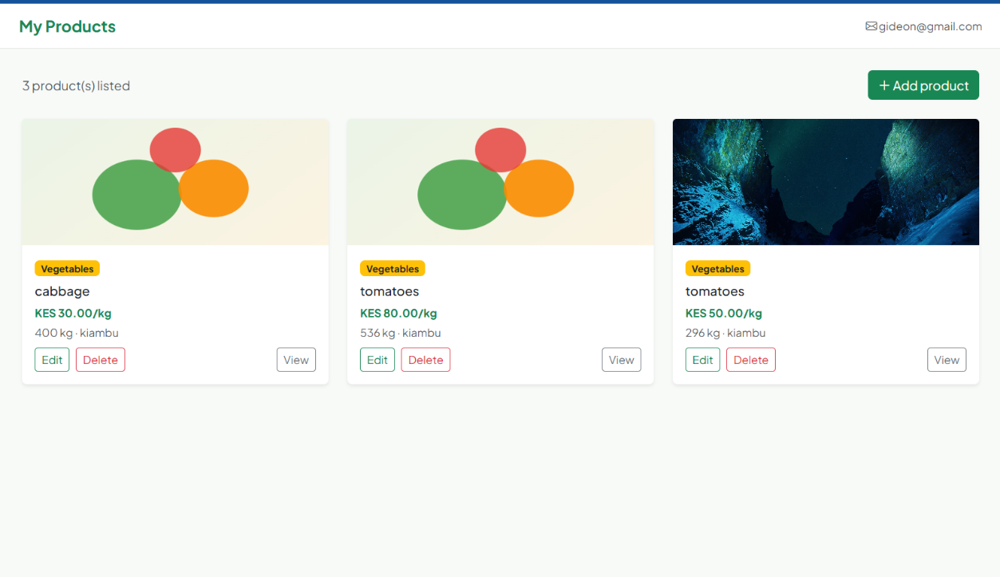 My Products
gideon@gmail.com
3 product(s) listed
+ Add product
Vegetables
cabbage
KES 30.00/kg
400 kg · kiambu
Edit Delete View
Vegetables
tomatoes
KES 80.00/kg
536 kg · kiambu
Edit Delete View
Vegetables
tomatoes
KES 50.00/kg
296 kg · kiambu
Edit Delete View